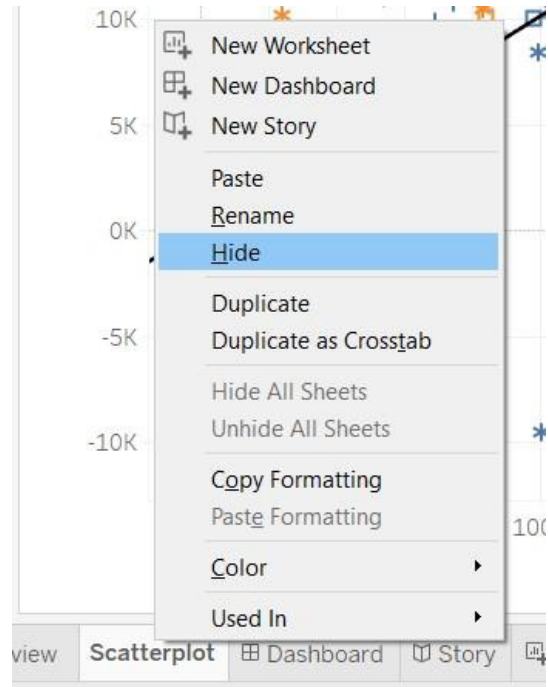 10K
New Worksheet
New Dashboard
5K
New Story
Paste
Rename
0K
Hide
Duplicate
-5K
Duplicate as Crosstab
Hide All Sheets
Unhide All Sheets
-10K
Copy Formatting
Paste Formatting
100
Color
Used In
view Scatterplot Dashboard Story